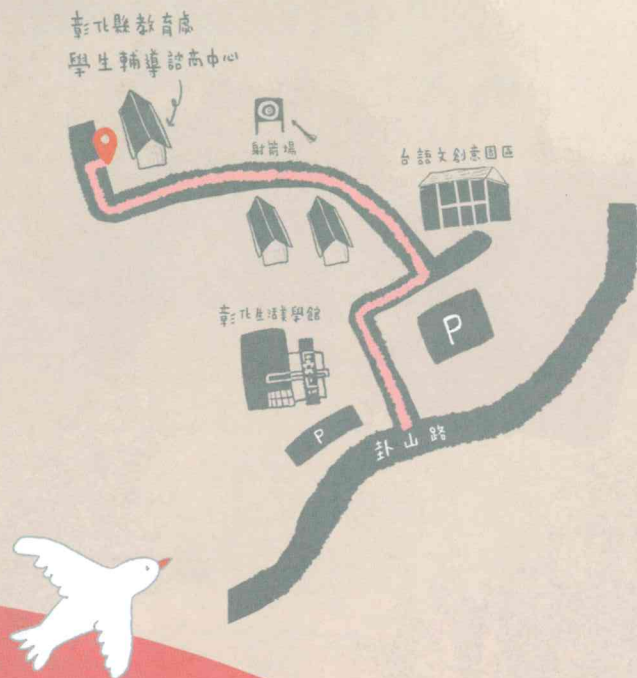 彰化縣教育處
學生輔導諮商中心
射箭場
台語文創意園區
彰化生活美學館
P
P
卦山路